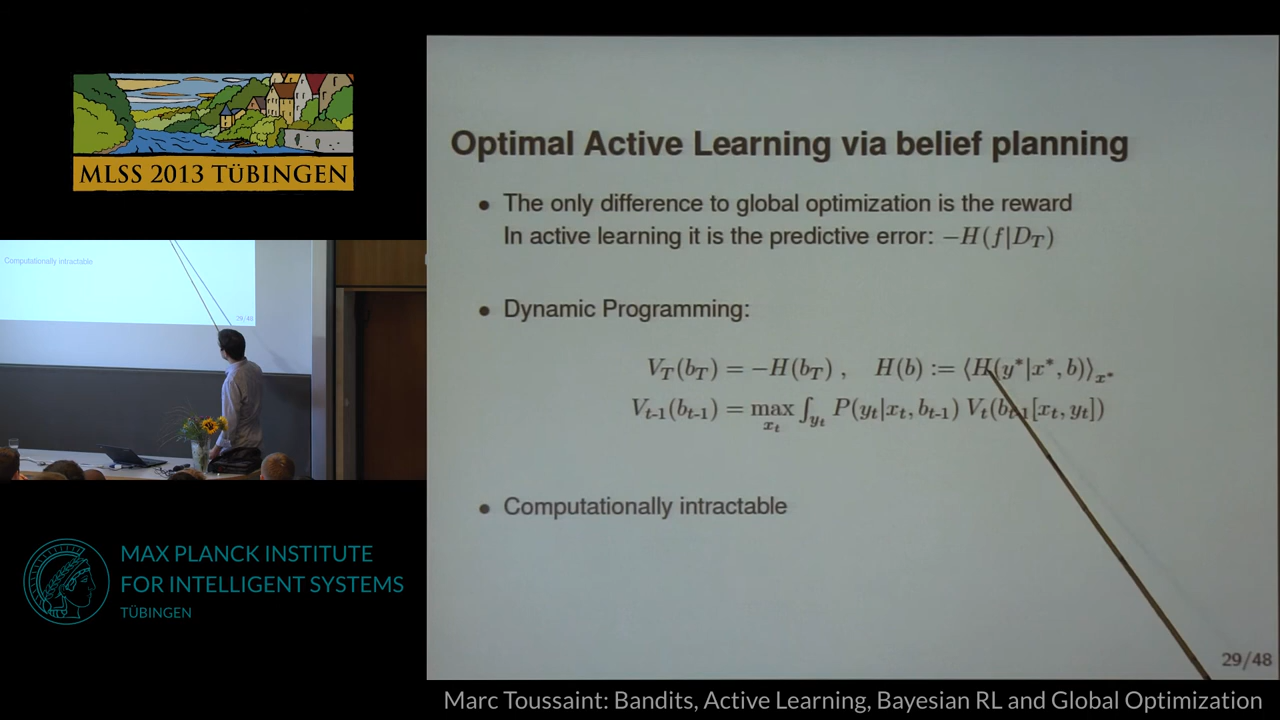 MLSS 2013 TÜBINGEN
Computationally intractable
29/48
MAX PLANCK INSTITUTE
FOR INTELLIGENT SYSTEMS
TÜBINGEN
Optimal Active Learning via belief planning
• The only difference to global optimization is the reward
In active learning it is the predictive error: −H(f|D_T)
• Dynamic Programming:
V_T(b_T) = −H(b_T) , H(b) := ⟨H(y*|x*, b)⟩_{x*}
V_{t-1}(b_{t-1}) = max_{x_t} ∫_{y_t} P(y_t|x_t, b_{t-1}) V_t(b_{t-1}[x_t, y_t])
• Computationally intractable
29/48
Marc Toussaint: Bandits, Active Learning, Bayesian RL and Global Optimization